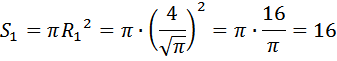 S₁ = πR₁² = π · (4/√π)² = π · 16/π = 16